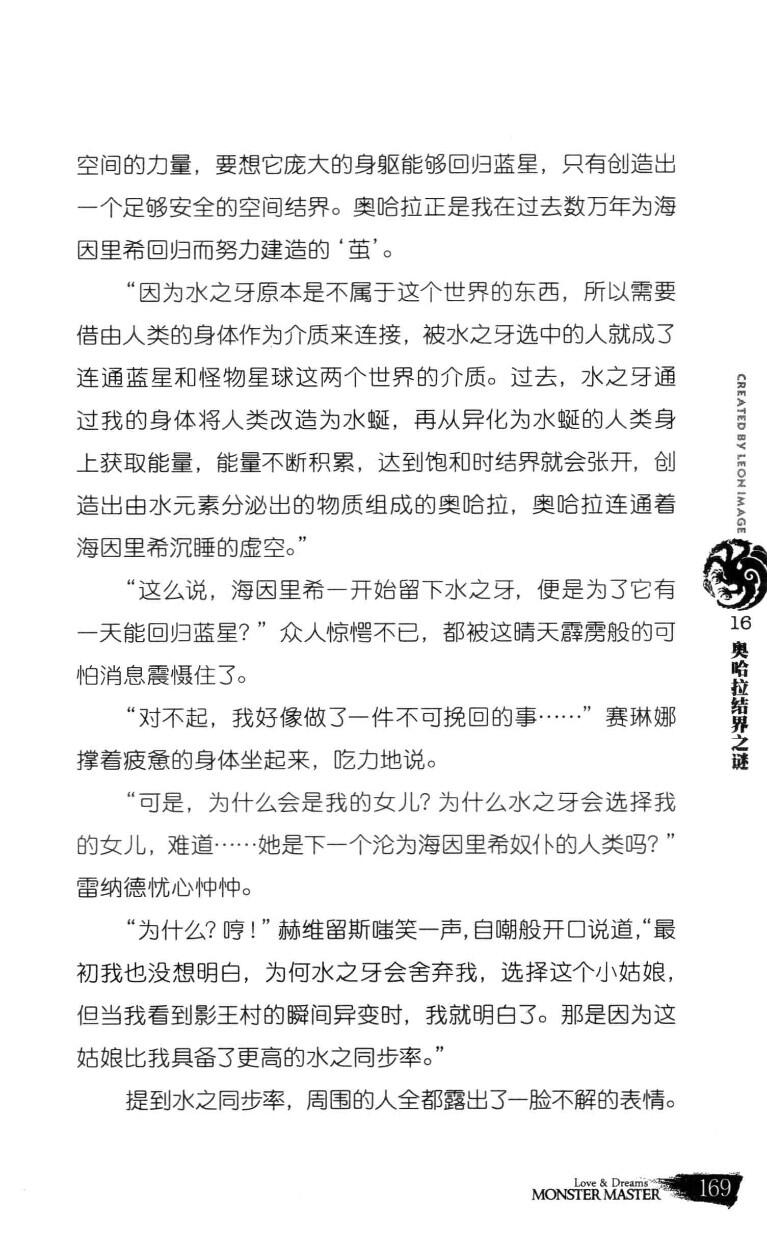 空间的力量，要想它庞大的身躯能够回归蓝星，只有创造出
一个足够安全的空间结界。奥哈拉正是我在过去数万年为海
因里希回归而努力建造的‘茧’。
“因为水之牙原本是不属于这个世界的东西，所以需要
借由人类的身体作为介质来连接，被水之牙选中的人就成了
连通蓝星和怪物星球这两个世界的介质。过去，水之牙通
过我的身体将人类改造为水蜒，再从异化为水蜒的人类身
上获取能量，能量不断积累，达到饱和时结界就会张开，创
造出由水元素分泌出的物质组成的奥哈拉，奥哈拉连通着
海因里希沉睡的虚空。”
“这么说，海因里希一开始留下水之牙，便是为了它有
一天能回归蓝星？”众人惊愕不已，都被这晴天霹雳般的可
怕消息震慑住了。
“对不起，我好像做了一件不可挽回的事……”赛琳娜
撑着疲惫的身体坐起来，吃力地说。
“可是，为什么会是我的女儿？为什么水之牙会选择我
的女儿，难道……她是下一个沦为海因里希奴仆的人类吗？”
雷纳德忧心忡忡。
“为什么？哼！”赫维留斯嗤笑一声，自嘲般开口说道，“最
初我也没想明白，为何水之牙会舍弃我，选择这个小姑娘，
但当我看到影王村的瞬间异变时，我就明白了。那是因为这
姑娘比我具备了更高的水之同步率。”
提到水之同步率，周围的人全都露出了一脸不解的表情。
CREATED BY LEON IMAGE
16
奥哈拉结界之谜
Love & Dreams
MONSTER MASTER
169